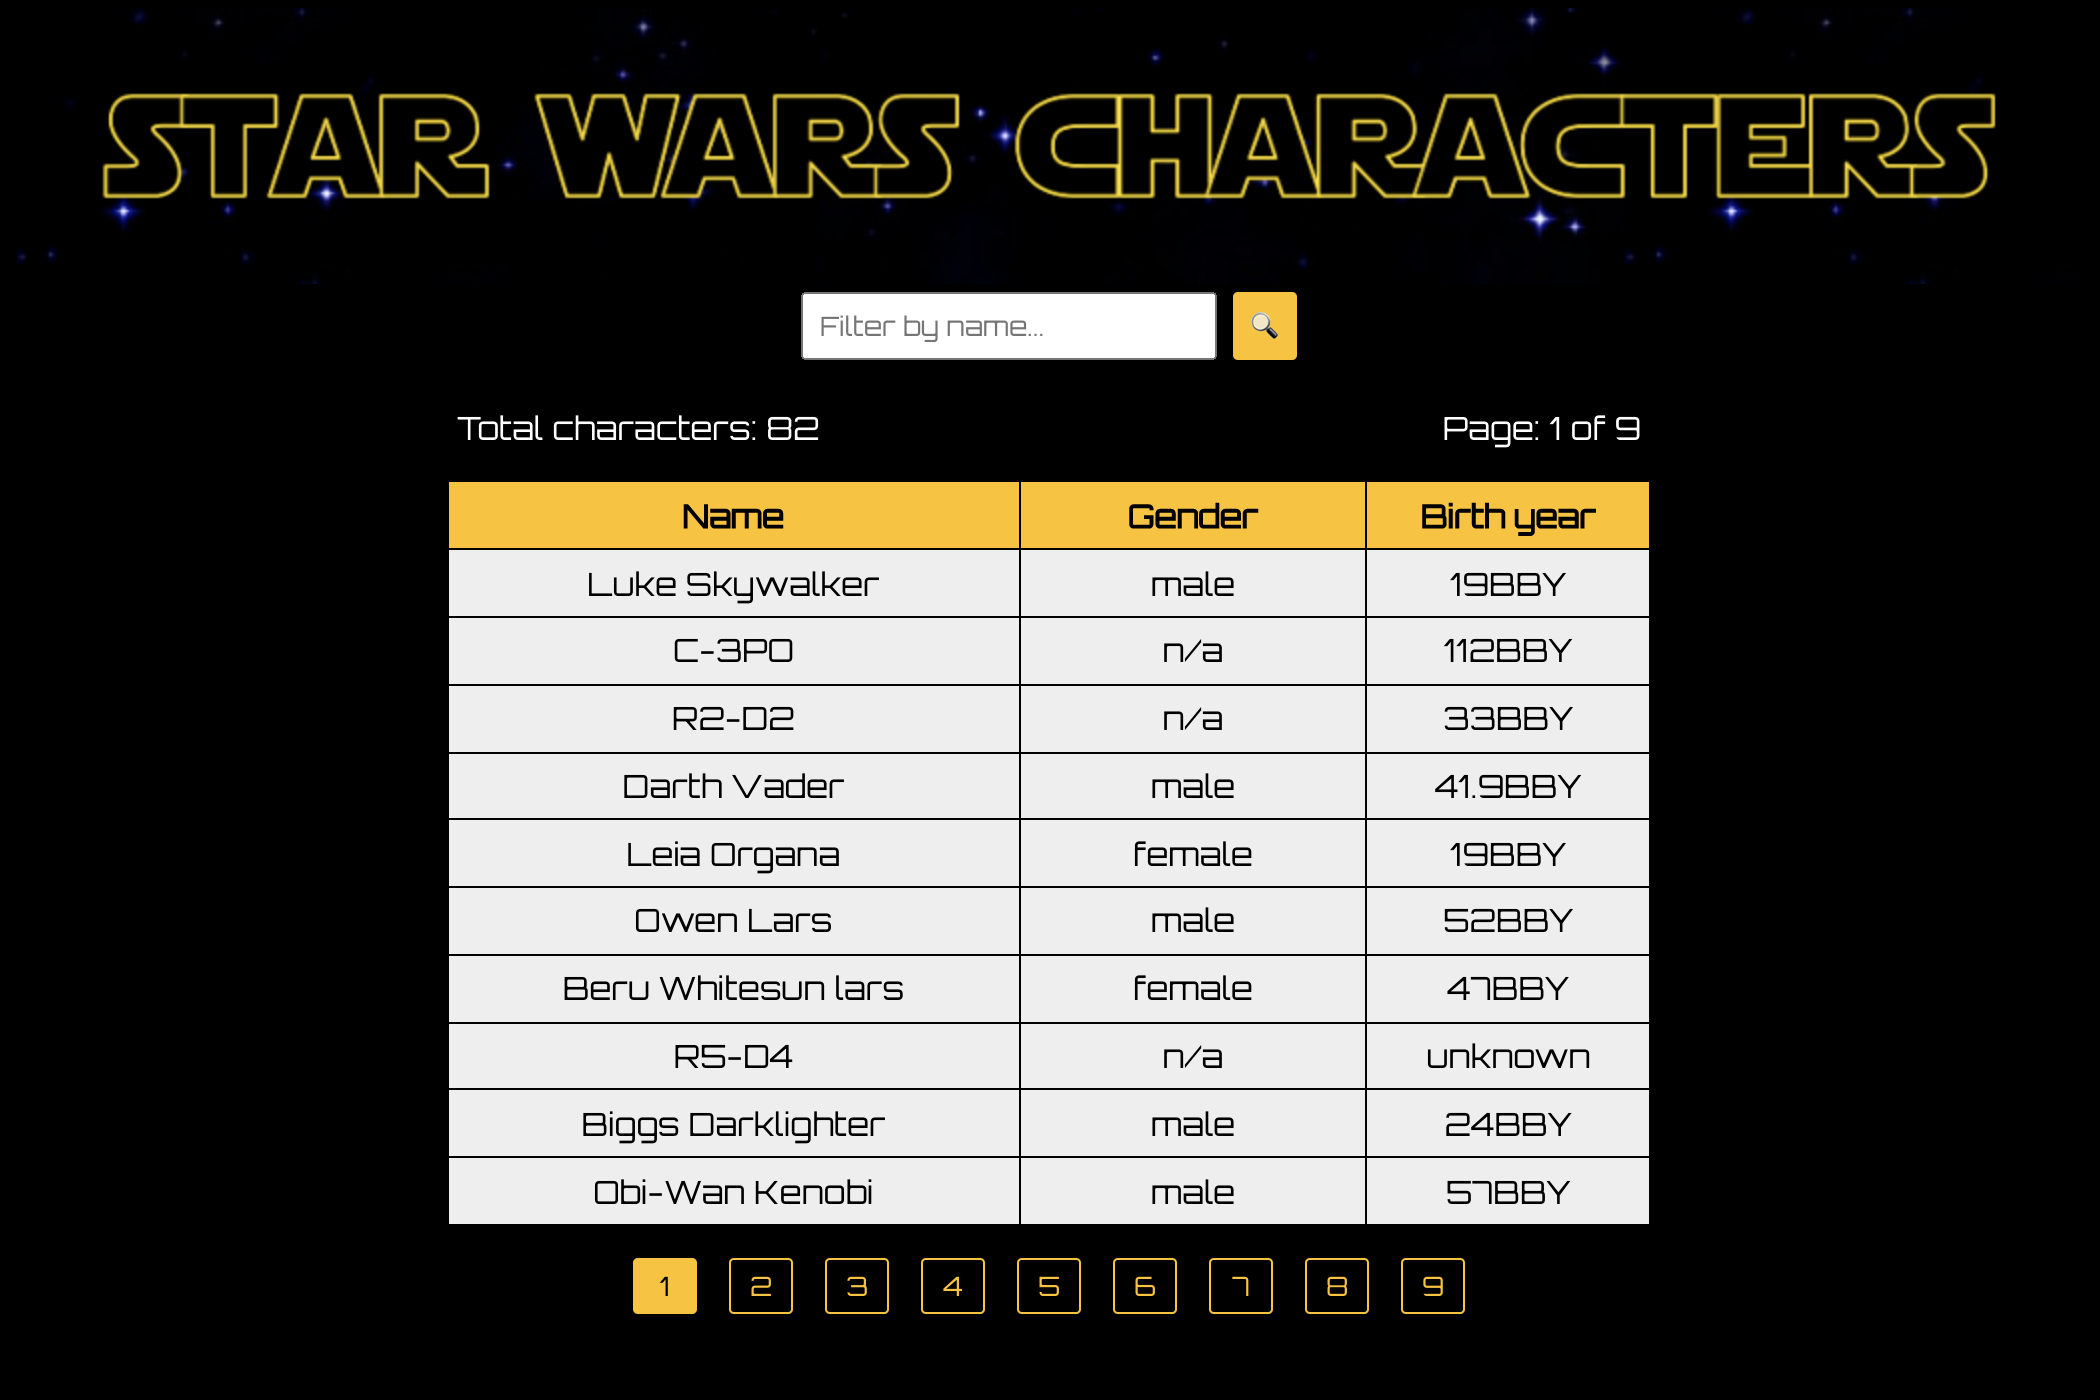 STAR WARS CHARACTERS
Filter by name...
Total characters: 82 Page: 1 of 9
Name Gender Birth year
Luke Skywalker male 19BBY
C-3PO n/a 112BBY
R2-D2 n/a 33BBY
Darth Vader male 41.9BBY
Leia Organa female 19BBY
Owen Lars male 52BBY
Beru Whitesun lars female 47BBY
R5-D4 n/a unknown
Biggs Darklighter male 24BBY
Obi-Wan Kenobi male 57BBY
1 2 3 4 5 6 7 8 9